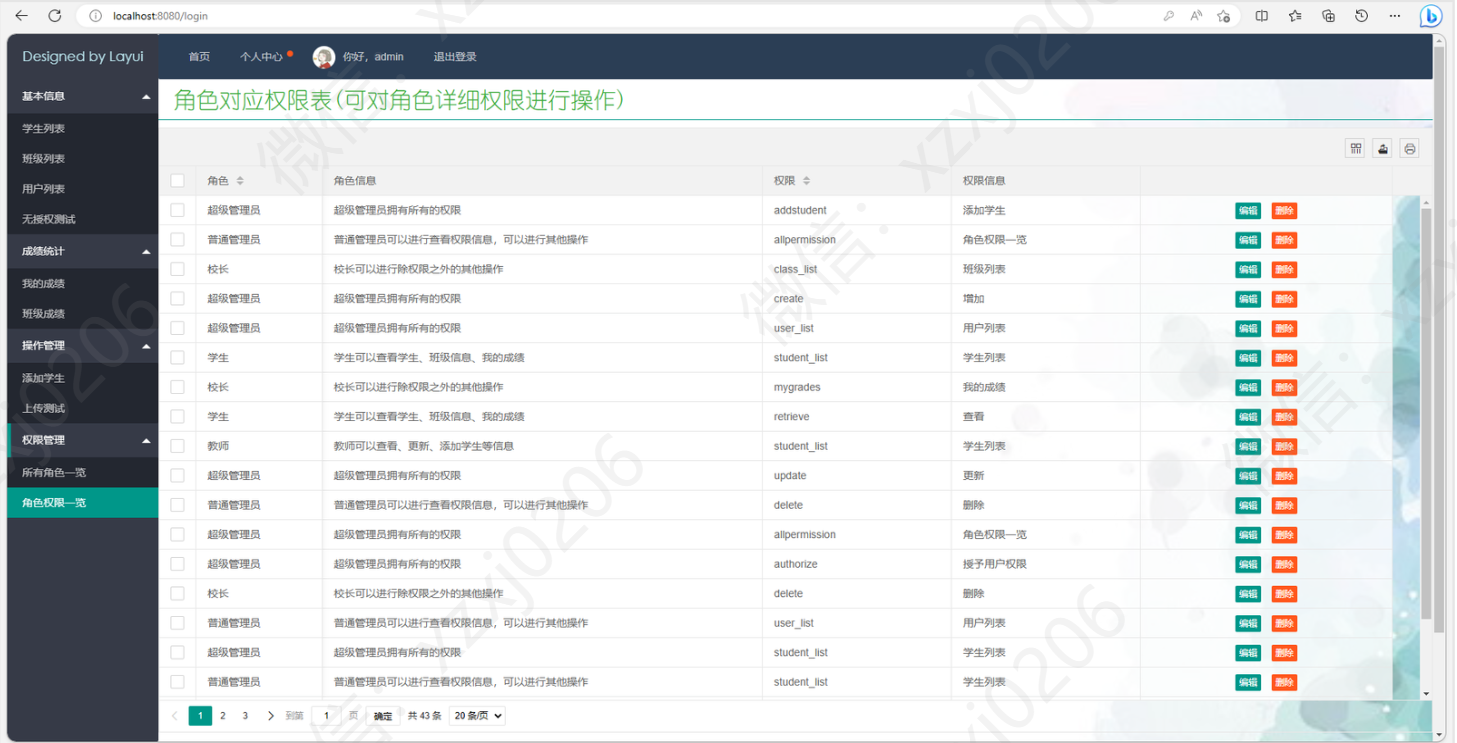 localhost:8080/login
Designed by Layui
首页 个人中心 你好，admin 退出登录
基本信息
学生列表
班级列表
用户列表
无授权测试
成绩统计
我的成绩
班级成绩
操作管理
添加学生
上传测试
权限管理
所有角色一览
角色权限一览
角色对应权限表(可对角色详细权限进行操作)
角色 角色信息 权限 权限信息
超级管理员 超级管理员拥有所有的权限 addstudent 添加学生 编辑 删除
普通管理员 普通管理员可以进行查看权限信息，可以进行其他操作 allpermission 角色权限一览 编辑 删除
校长 校长可以进行除权限之外的其他操作 class_list 班级列表 编辑 删除
超级管理员 超级管理员拥有所有的权限 create 增加 编辑 删除
超级管理员 超级管理员拥有所有的权限 user_list 用户列表 编辑 删除
学生 学生可以查看学生、班级信息、我的成绩 student_list 学生列表 编辑 删除
校长 校长可以进行除权限之外的其他操作 mygrades 我的成绩 编辑 删除
学生 学生可以查看学生、班级信息、我的成绩 retrieve 查看 编辑 删除
教师 教师可以查看、更新、添加学生等信息 student_list 学生列表 编辑 删除
超级管理员 超级管理员拥有所有的权限 update 更新 编辑 删除
普通管理员 普通管理员可以进行查看权限信息，可以进行其他操作 delete 删除 编辑 删除
超级管理员 超级管理员拥有所有的权限 allpermission 角色权限一览 编辑 删除
超级管理员 超级管理员拥有所有的权限 authorize 授予用户权限 编辑 删除
校长 校长可以进行除权限之外的其他操作 delete 删除 编辑 删除
普通管理员 普通管理员可以进行查看权限信息，可以进行其他操作 user_list 用户列表 编辑 删除
超级管理员 超级管理员拥有所有的权限 student_list 学生列表 编辑 删除
普通管理员 普通管理员可以进行查看权限信息，可以进行其他操作 student_list 学生列表 编辑 删除
1 2 3 到第 1 页 确定 共 43 条 20 条/页
微信：xzxj0206